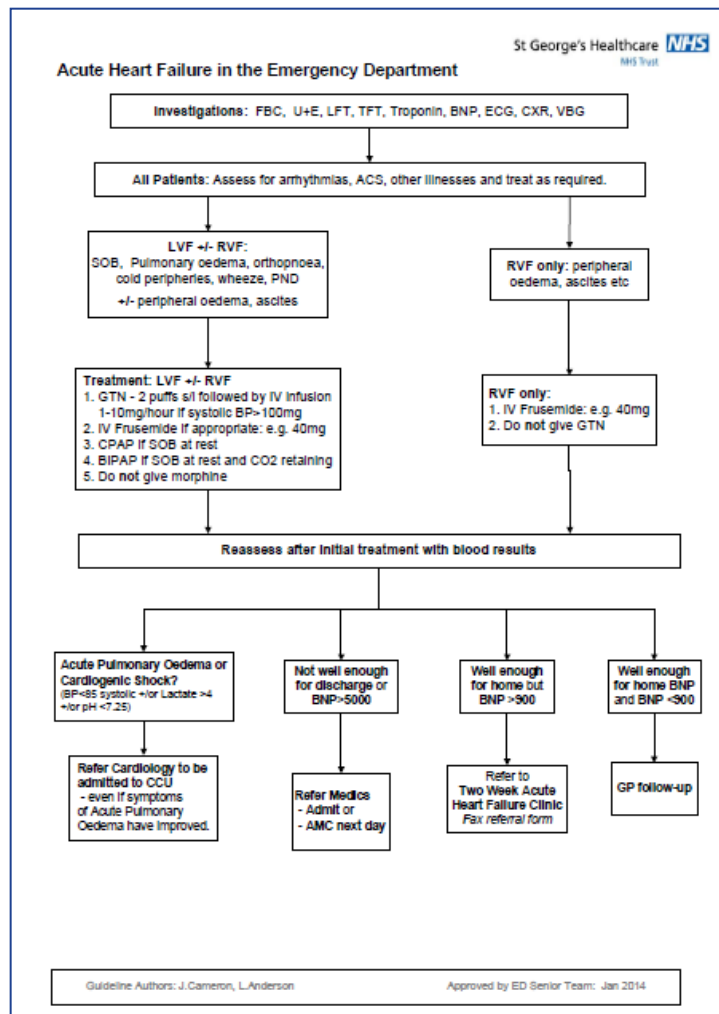 St George's Healthcare NHS
NHS Trust
Acute Heart Failure in the Emergency Department
Investigations: FBC, U+E, LFT, TFT, Troponin, BNP, ECG, CXR, VBG
All Patients: Assess for arrhythmias, ACS, other illnesses and treat as required.
LVF +/- RVF:
SOB, Pulmonary oedema, orthopnoea,
cold peripheries, wheeze, PND
+/- peripheral oedema, ascites
RVF only: peripheral
oedema, ascites etc
Treatment: LVF +/- RVF
1. GTN - 2 puffs s/l followed by IV infusion
1-10mg/hour if systolic BP>100mg
2. IV Frusemide if appropriate: e.g. 40mg
3. CPAP if SOB at rest
4. BIPAP if SOB at rest and CO2 retaining
5. Do not give morphine
RVF only:
1. IV Frusemide: e.g. 40mg
2. Do not give GTN
Reassess after initial treatment with blood results
Acute Pulmonary Oedema or
Cardiogenic Shock?
(BP<85 systolic +/or Lactate >4
+/or pH <7.25)
Not well enough
for discharge or
BNP>5000
Well enough
for home but
BNP >900
Well enough
for home BNP
and BNP <900
Refer Cardiology to be
admitted to CCU
- even if symptoms
of Acute Pulmonary
Oedema have improved.
Refer Medics
- Admit or
- AMC next day
Refer to
Two Week Acute
Heart Failure Clinic
Fax referral form
GP follow-up
Guideline Authors: J.Cameron, L.Anderson
Approved by ED Senior Team: Jan 2014